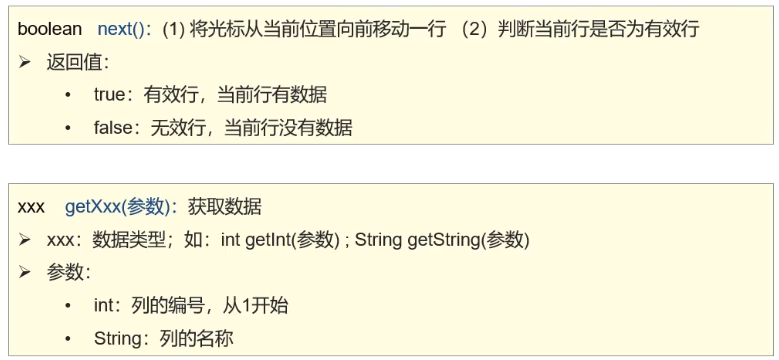 boolean next()：(1) 将光标从当前位置向前移动一行 （2）判断当前行是否为有效行
➢ 返回值：
• true：有效行，当前行有数据
• false：无效行，当前行没有数据
xxx getXxx(参数)：获取数据
➢ xxx：数据类型；如：int getInt(参数) ; String getString(参数)
➢ 参数：
• int：列的编号，从1开始
• String：列的名称